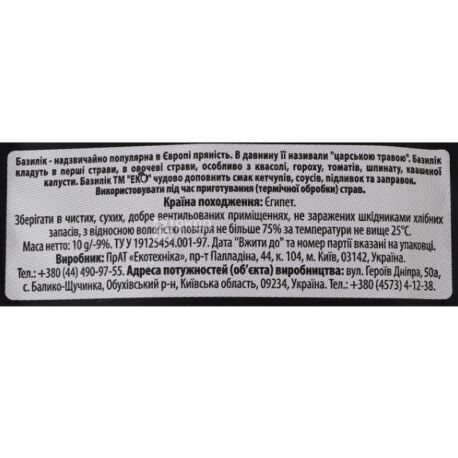 Базилік - надзвичайно популярна в Європі пряність. В давнину її називали "царською травою". Базилік
кладуть в перші страви, в овочеві страви, особливо з квасолі, гороху, томатів, шпинату, квашеної
капусти. Базилік ТМ "ЕКО" чудово доповнить смак кетчупів, соусів, підливок та заправок.
Використовувати під час приготування (термічної обробки) страв.
Країна походження: Єгипет.
Зберігати в чистих, сухих, добре вентильованих приміщеннях, не заражених шкідниками хлібних
запасів, з відносною вологістю повітря не більше 75% за температури не вище 25°С.
Маса нетто: 10 g/-9%. ТУ У 19125454.001-97. Дата "Вжити до" та номер партії вказані на упаковці.
Виробник: ПрАТ «Екотехніка», пр-т Палладіна, 44, к. 104, м. Київ, 03142, Україна.
Тел.: +380 (44) 490-97-55. Адреса потужностей (об'єкта) виробництва: вул. Героїв Дніпра, 50а,
с. Балико-Щучинка, Обухівський р-н, Київська область, 09234, Україна. Тел.: +380 (4573) 4-12-38.